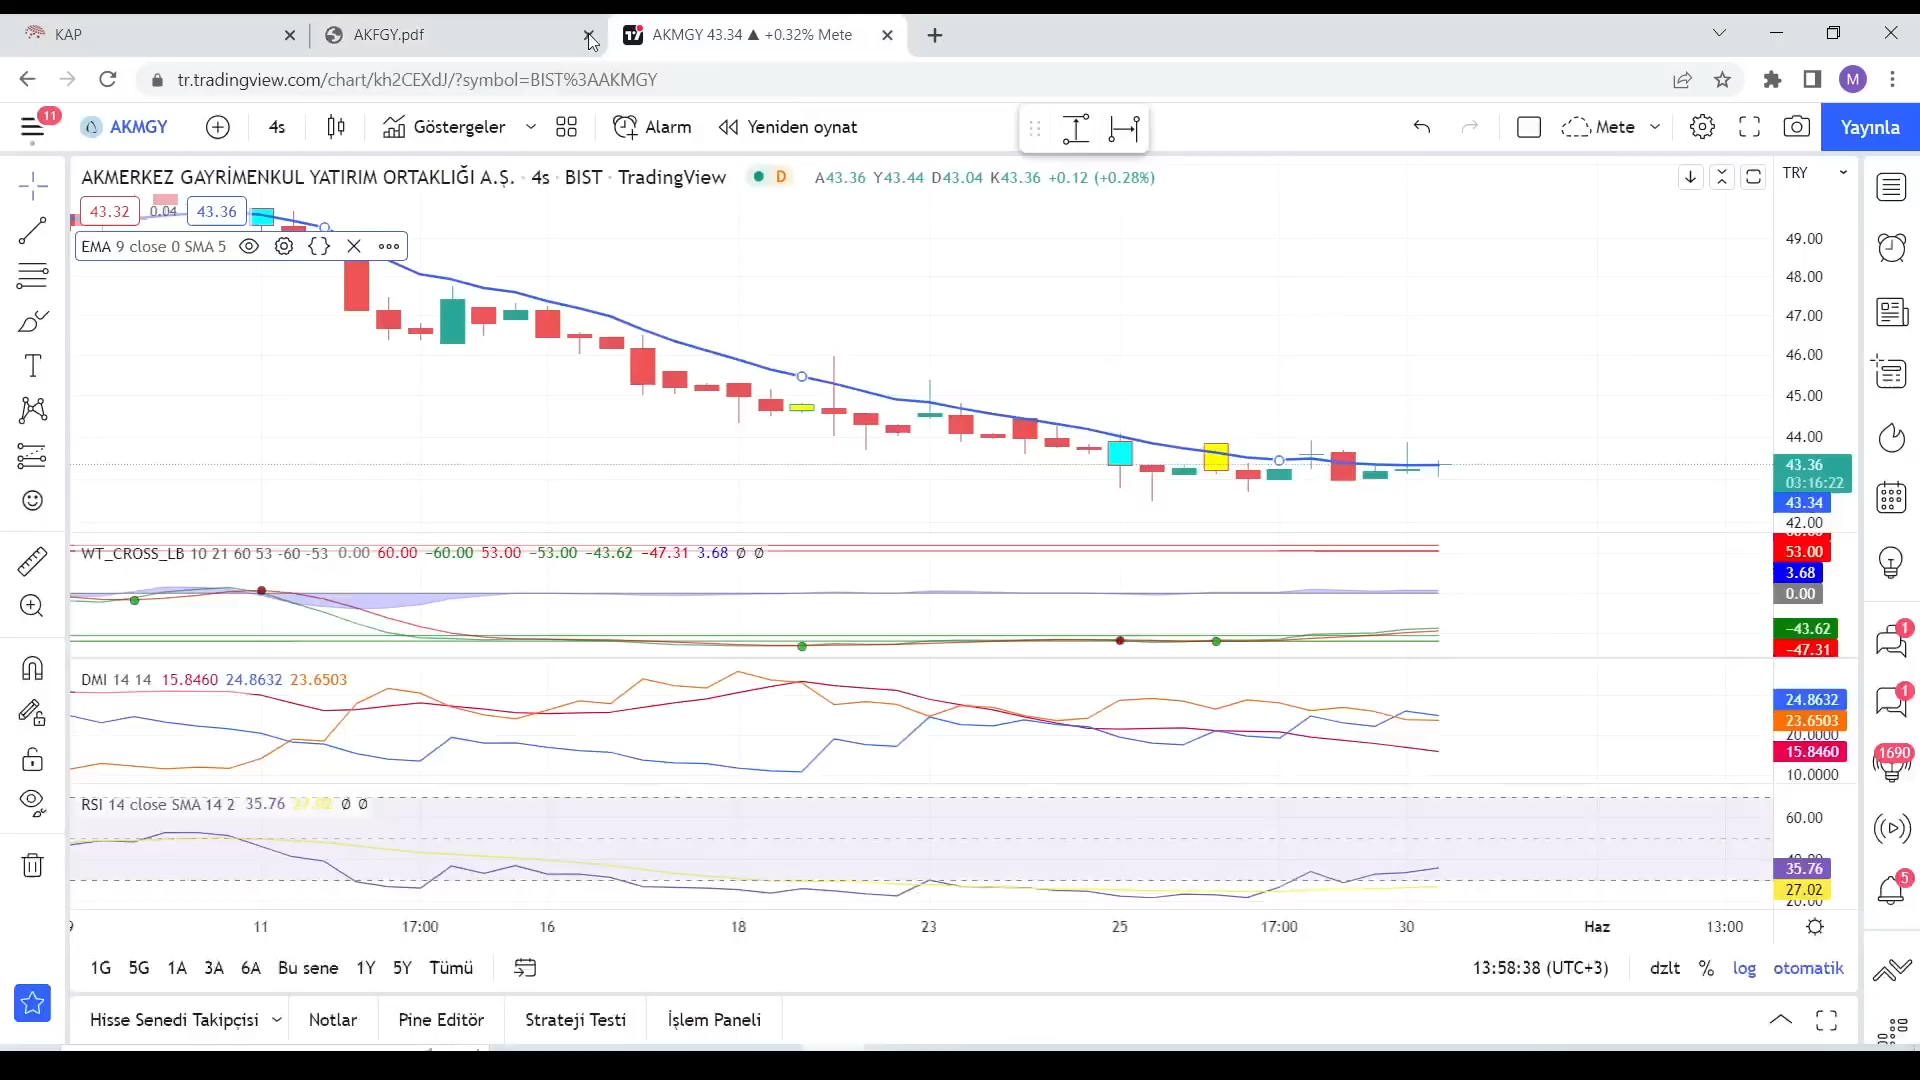 KAP
AKFGY.pdf
AKMGY 43.34 ▲ +0.32% Mete
tr.tradingview.com/chart/kh2CEXdJ/?symbol=BIST%3AAKMGY
M
11
AKMGY
4s
Göstergeler
Alarm
Yeniden oynat
Mete
Yayınla
AKMERKEZ GAYRİMENKUL YATIRIM ORTAKLIĞI A.Ş. · 4s · BIST · TradingView
D
A43.36 Y43.44 D43.04 K43.36 +0.12 (+0.28%)
TRY
43.32
0.04
43.36
EMA 9 close 0 SMA 5
49.00
48.00
47.00
46.00
45.00
44.00
43.36
03:16:22
43.34
42.00
WT_CROSS_LB 10 21 60 53 -60 -53 0.00 60.00 −60.00 53.00 −53.00 −43.62 −47.31 3.68 Ø Ø
53.00
3.68
0.00
−43.62
−47.31
DMI 14 14 15.8460 24.8632 23.6503
24.8632
23.6503
20.0000
15.8460
10.0000
RSI 14 close SMA 14 2 35.76 27.02 Ø Ø
60.00
35.76
27.02
20.00
11
17:00
16
18
23
25
17:00
30
Haz
13:00
1
1
1690
5
1G
5G
1A
3A
6A
Bu sene
1Y
5Y
Tümü
13:58:38 (UTC+3)
dzlt
%
log
otomatik
Hisse Senedi Takipçisi
Notlar
Pine Editör
Strateji Testi
İşlem Paneli